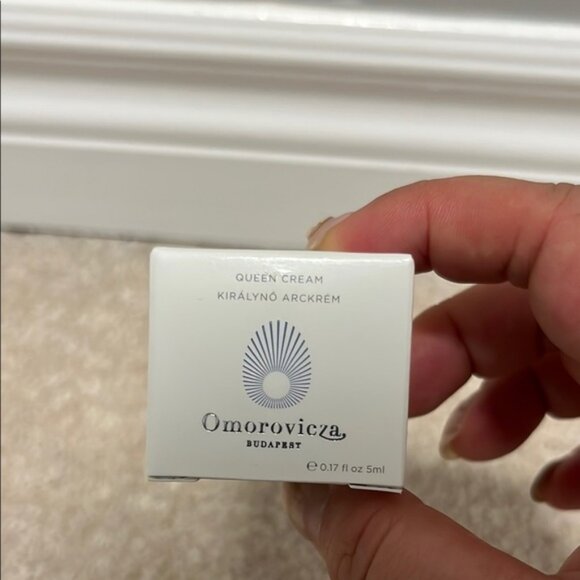 QUEEN CREAM
KIRÁLYNŐ ARCKRÉM
Omorovicza
BUDAPEST
℮ 0.17 fl oz 5ml